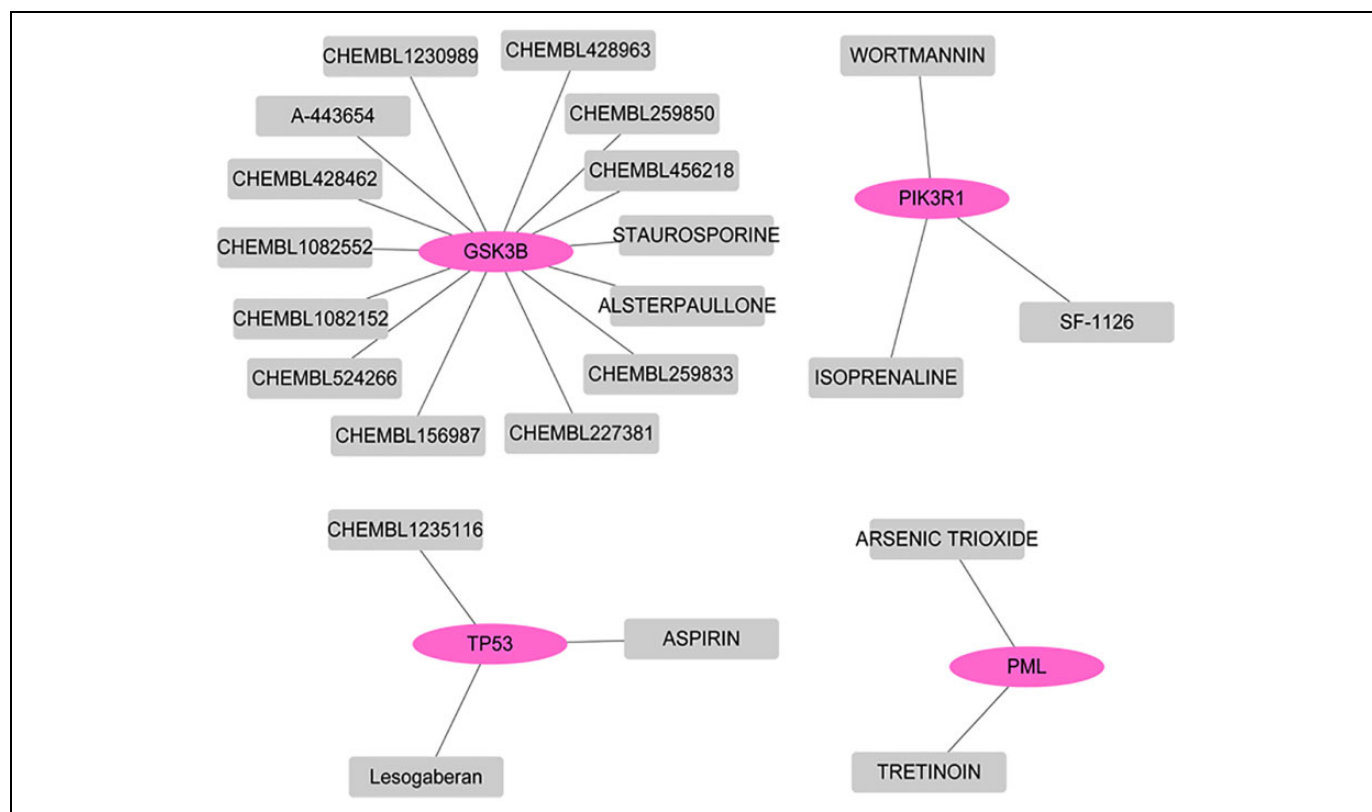 CHEMBL1230989
CHEMBL428963
A-443654
CHEMBL259850
CHEMBL428462
CHEMBL456218
CHEMBL1082552
GSK3B
STAUROSPORINE
CHEMBL1082152
ALSTERPAULLONE
CHEMBL524266
CHEMBL259833
CHEMBL156987
CHEMBL227381
WORTMANNIN
PIK3R1
SF-1126
ISOPRENALINE
CHEMBL1235116
TP53
ASPIRIN
Lesogaberan
ARSENIC TRIOXIDE
PML
TRETINOIN